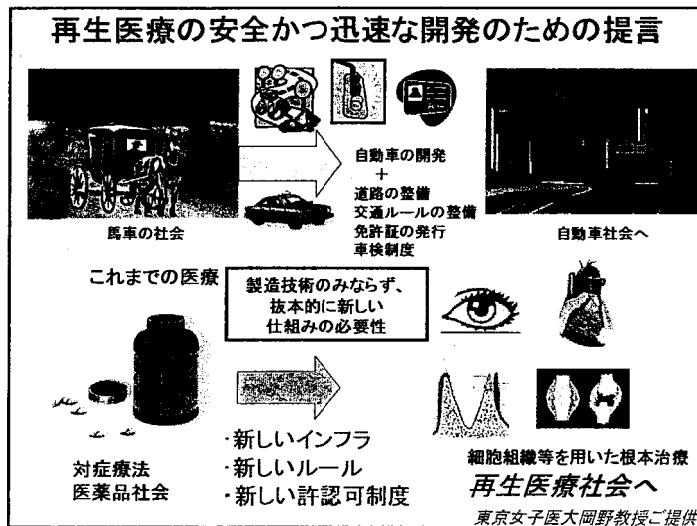 再生医療の安全かつ迅速な開発のための提言
自動車の開発
+
道路の整備
交通ルールの整備
免許証の発行
車検制度
馬車の社会
自動車社会へ
これまでの医療
製造技術のみならず、
抜本的に新しい
仕組みの必要性
・新しいインフラ
・新しいルール
・新しい許認可制度
対症療法
医薬品社会
細胞組織等を用いた根本治療
再生医療社会へ
東京女子医大岡野教授ご提供